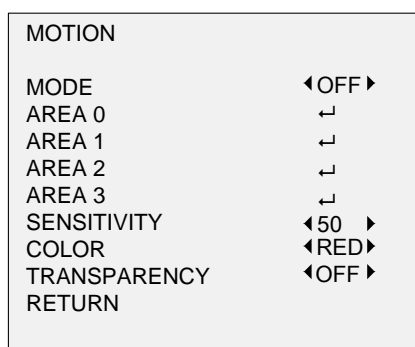 MOTION
MODE ◀OFF▶
AREA 0 ↵
AREA 1 ↵
AREA 2 ↵
AREA 3 ↵
SENSITIVITY ◀50 ▶
COLOR ◀RED▶
TRANSPARENCY ◀OFF▶
RETURN